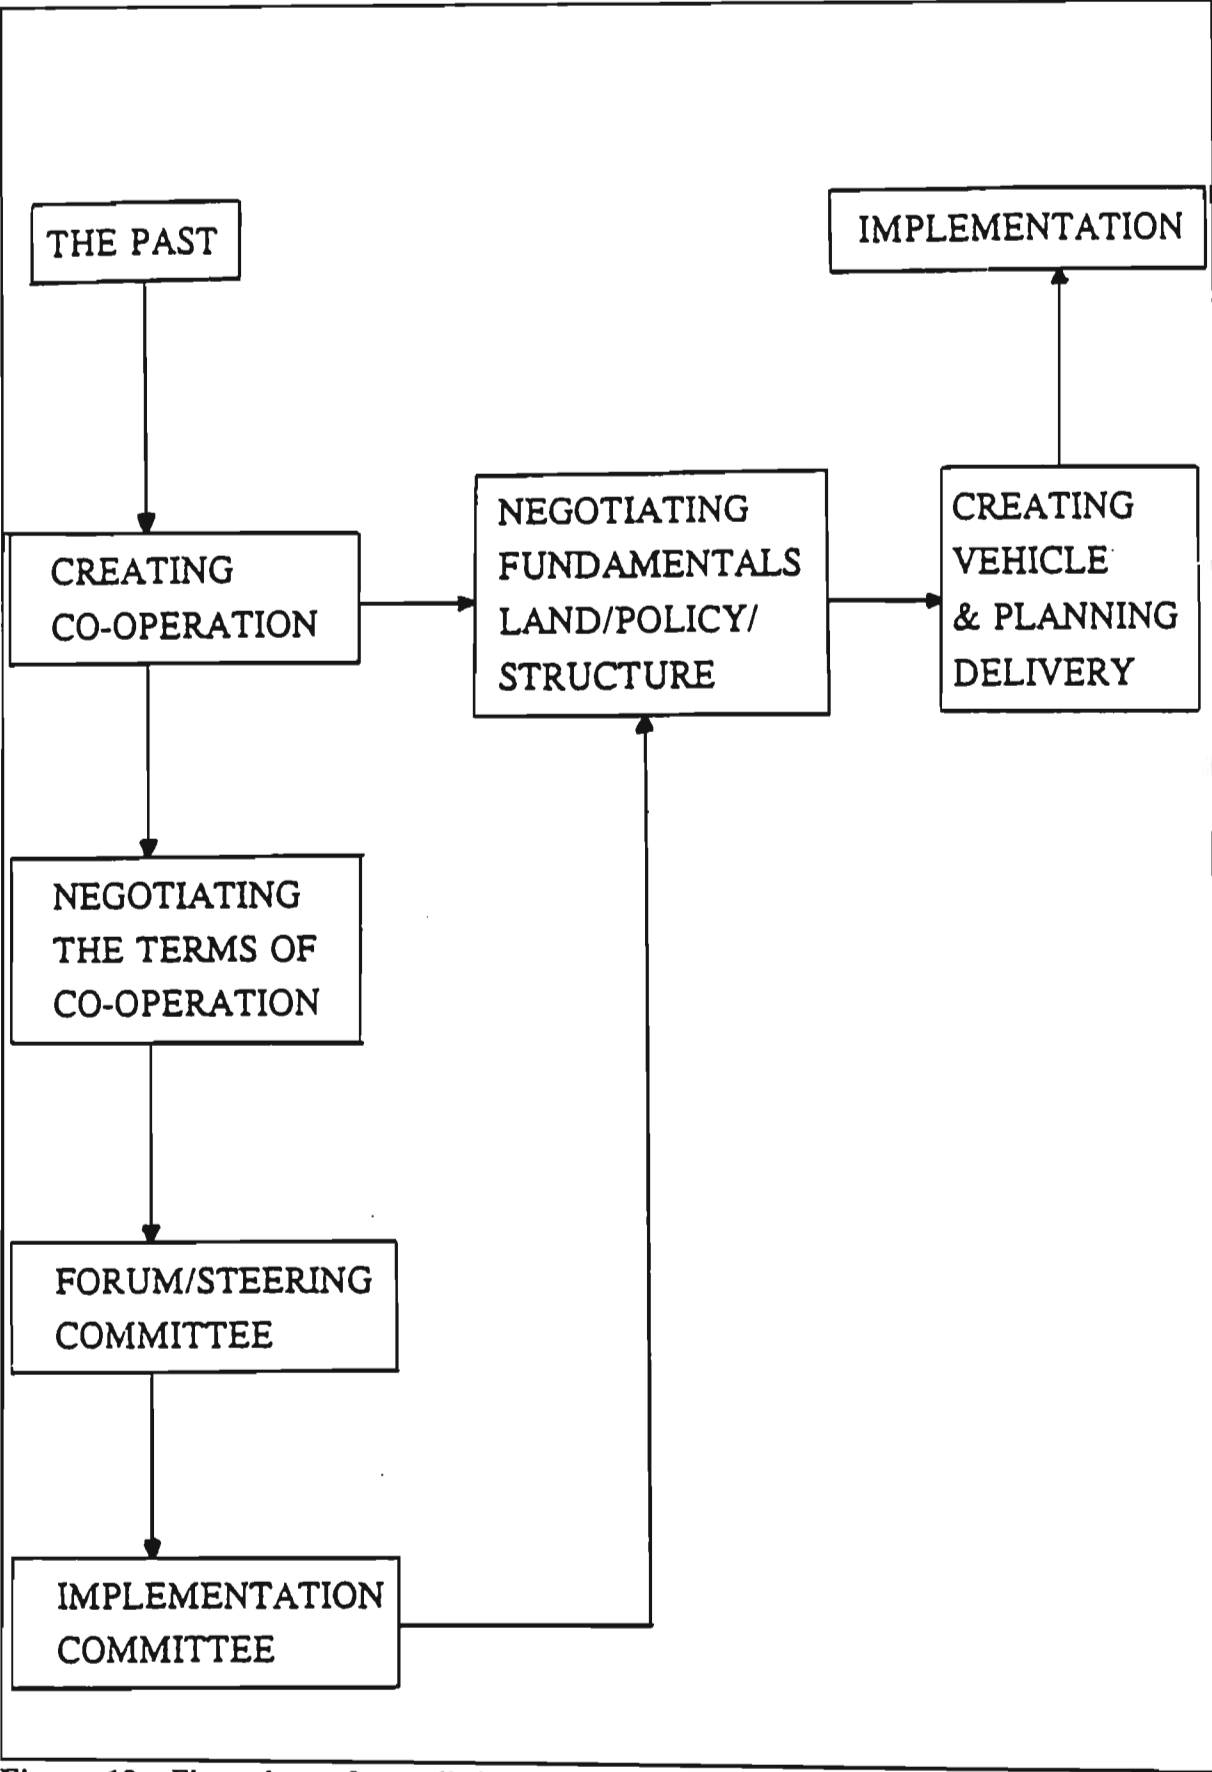 THE PAST
IMPLEMENTATION
CREATING
CO-OPERATION
NEGOTIATING
FUNDAMENTALS
LAND/POLICY/
STRUCTURE
CREATING
VEHICLE
& PLANNING
DELIVERY
NEGOTIATING
THE TERMS OF
CO-OPERATION
FORUM/STEERING
COMMITTEE
IMPLEMENTATION
COMMITTEE